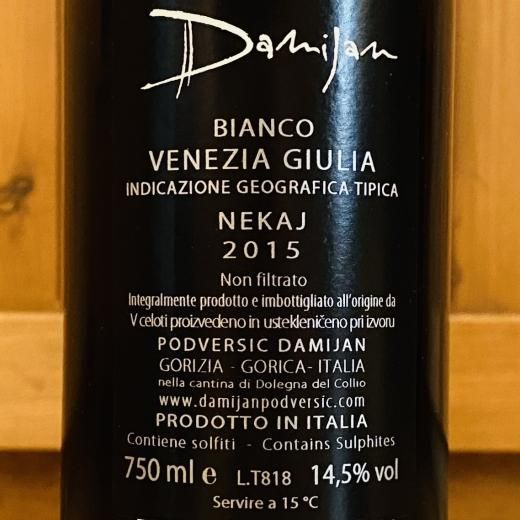 Damijan
BIANCO
VENEZIA GIULIA
INDICAZIONE GEOGRAFICA TIPICA
NEKAJ
2015
Non filtrato
Integralmente prodotto e imbottigliato all'origine da
V celoti proizvedeno in ustekleničeno pri izvoru
PODVERSIC DAMIJAN
GORIZIA - GORICA- ITALIA
nella cantina di Dolegna del Collio
www.damijanpodversic.com
PRODOTTO IN ITALIA
Contiene solfiti - Contains Sulphites
750 ml e L.T818 14,5% vol
Servire a 15 °C